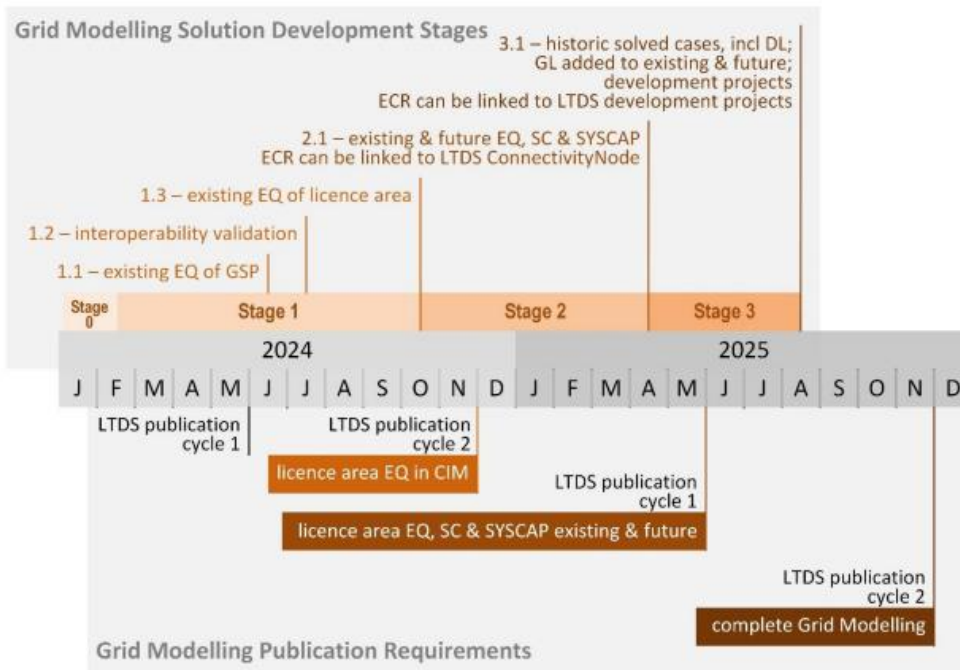 Grid Modelling Solution Development Stages
3.1 – historic solved cases, incl DL;
GL added to existing & future;
development projects
ECR can be linked to LTDS development projects
2.1 – existing & future EQ, SC & SYSCAP
ECR can be linked to LTDS ConnectivityNode
1.3 – existing EQ of licence area
1.2 – interoperability validation
1.1 – existing EQ of GSP
Stage
0
Stage 1
Stage 2
Stage 3
2024
2025
J F M A M J J A S O N D J F M A M J J A S O N D
LTDS publication
cycle 1
LTDS publication
cycle 2
licence area EQ in CIM
LTDS publication
cycle 1
licence area EQ, SC & SYSCAP existing & future
LTDS publication
cycle 2
complete Grid Modelling
Grid Modelling Publication Requirements